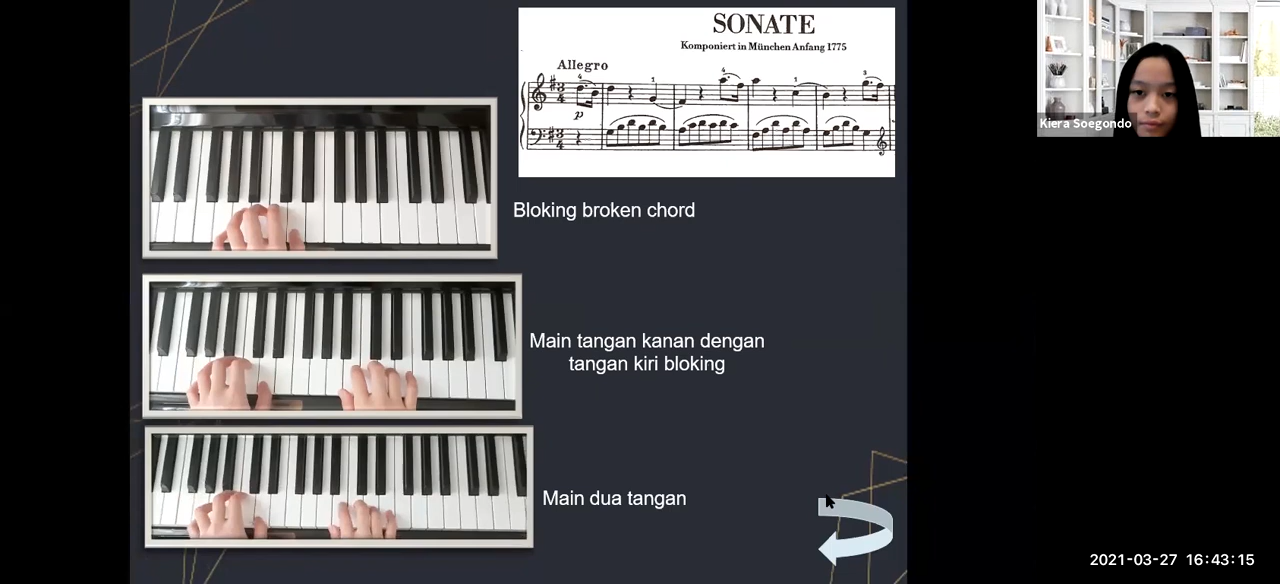 SONATE
Komponiert in München Anfang 1775
Allegro
p
Kiera Soegondo
Bloking broken chord
Main tangan kanan dengan
tangan kiri bloking
Main dua tangan
2021-03-27 16:43:15